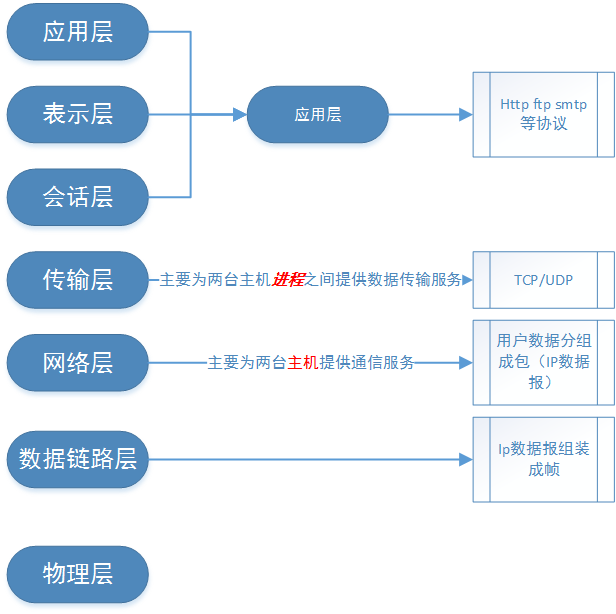 应用层
表示层
应用层
Http ftp smtp
等协议
会话层
传输层
主要为两台主机进程之间提供数据传输服务
TCP/UDP
网络层
主要为两台主机提供通信服务
用户数据分组
成包（IP数据
报）
数据链路层
Ip数据报组装
成帧
物理层